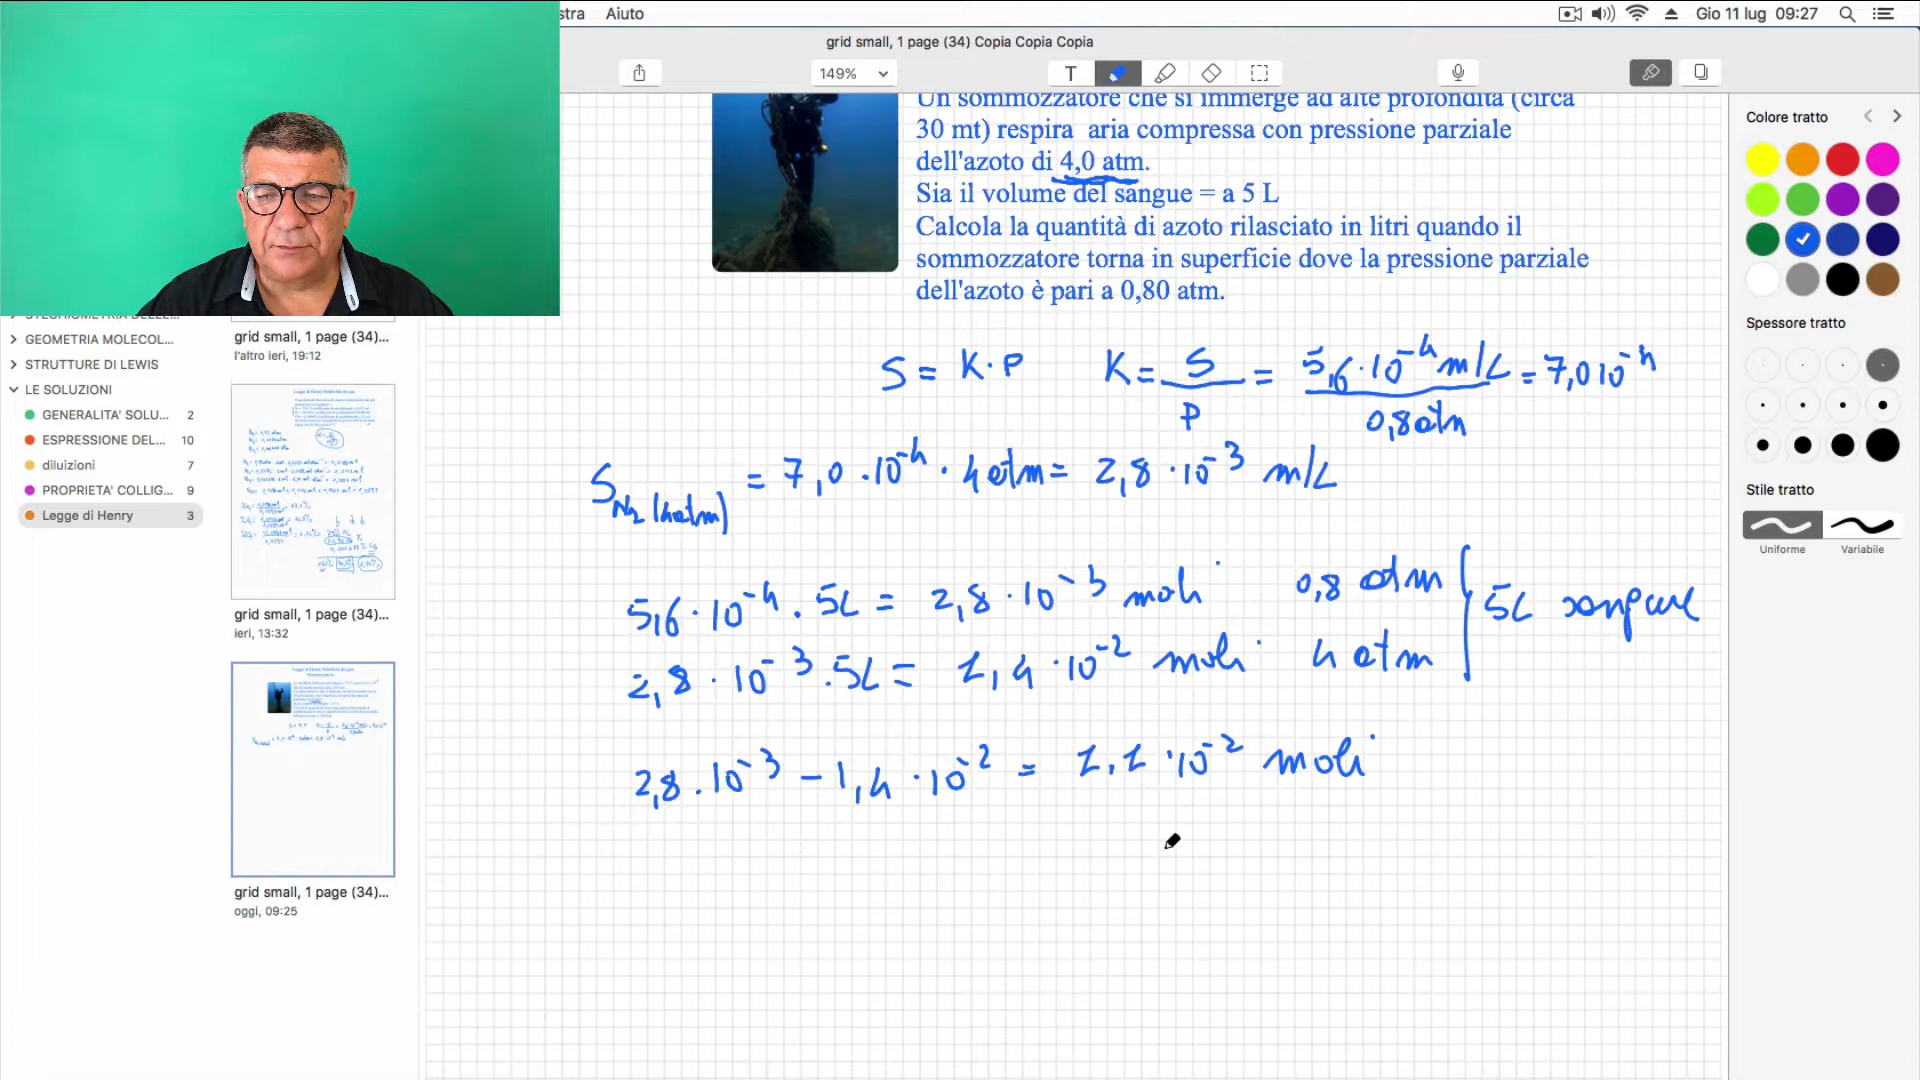 stra Aiuto Gio 11 lug 09:27
grid small, 1 page (34) Copia Copia Copia
149% T
Un sommozzatore che si immerge ad alte profondità (circa
30 mt) respira aria compressa con pressione parziale
dell'azoto di 4,0 atm.
Sia il volume del sangue = a 5 L
Calcola la quantità di azoto rilasciato in litri quando il
sommozzatore torna in superficie dove la pressione parziale
dell'azoto è pari a 0,80 atm.
S = K · P K = S / P = 5,6 · 10⁻⁴ m/L / 0,8 atm = 7,0 10⁻⁴
S N₂ (4 atm) = 7,0 · 10⁻⁴ · 4 atm = 2,8 · 10⁻³ m/L
5,6 · 10⁻⁴ · 5L = 2,8 · 10⁻³ moli 0,8 atm
5L sangue
2,8 · 10⁻³ · 5L = 1,4 · 10⁻² moli 4 atm
2,8 · 10⁻³ - 1,4 · 10⁻² = 1,1 · 10⁻² moli
GEOMETRIA MOLECOL...
STRUTTURE DI LEWIS
LE SOLUZIONI
GENERALITA' SOLU... 2
ESPRESSIONE DEL... 10
diluizioni 7
PROPRIETA' COLLIG... 9
Legge di Henry 3
grid small, 1 page (34)...
l'altro ieri, 19:12
grid small, 1 page (34)...
ieri, 13:32
grid small, 1 page (34)...
oggi, 09:25
Colore tratto
Spessore tratto
Stile tratto
Uniforme Variabile